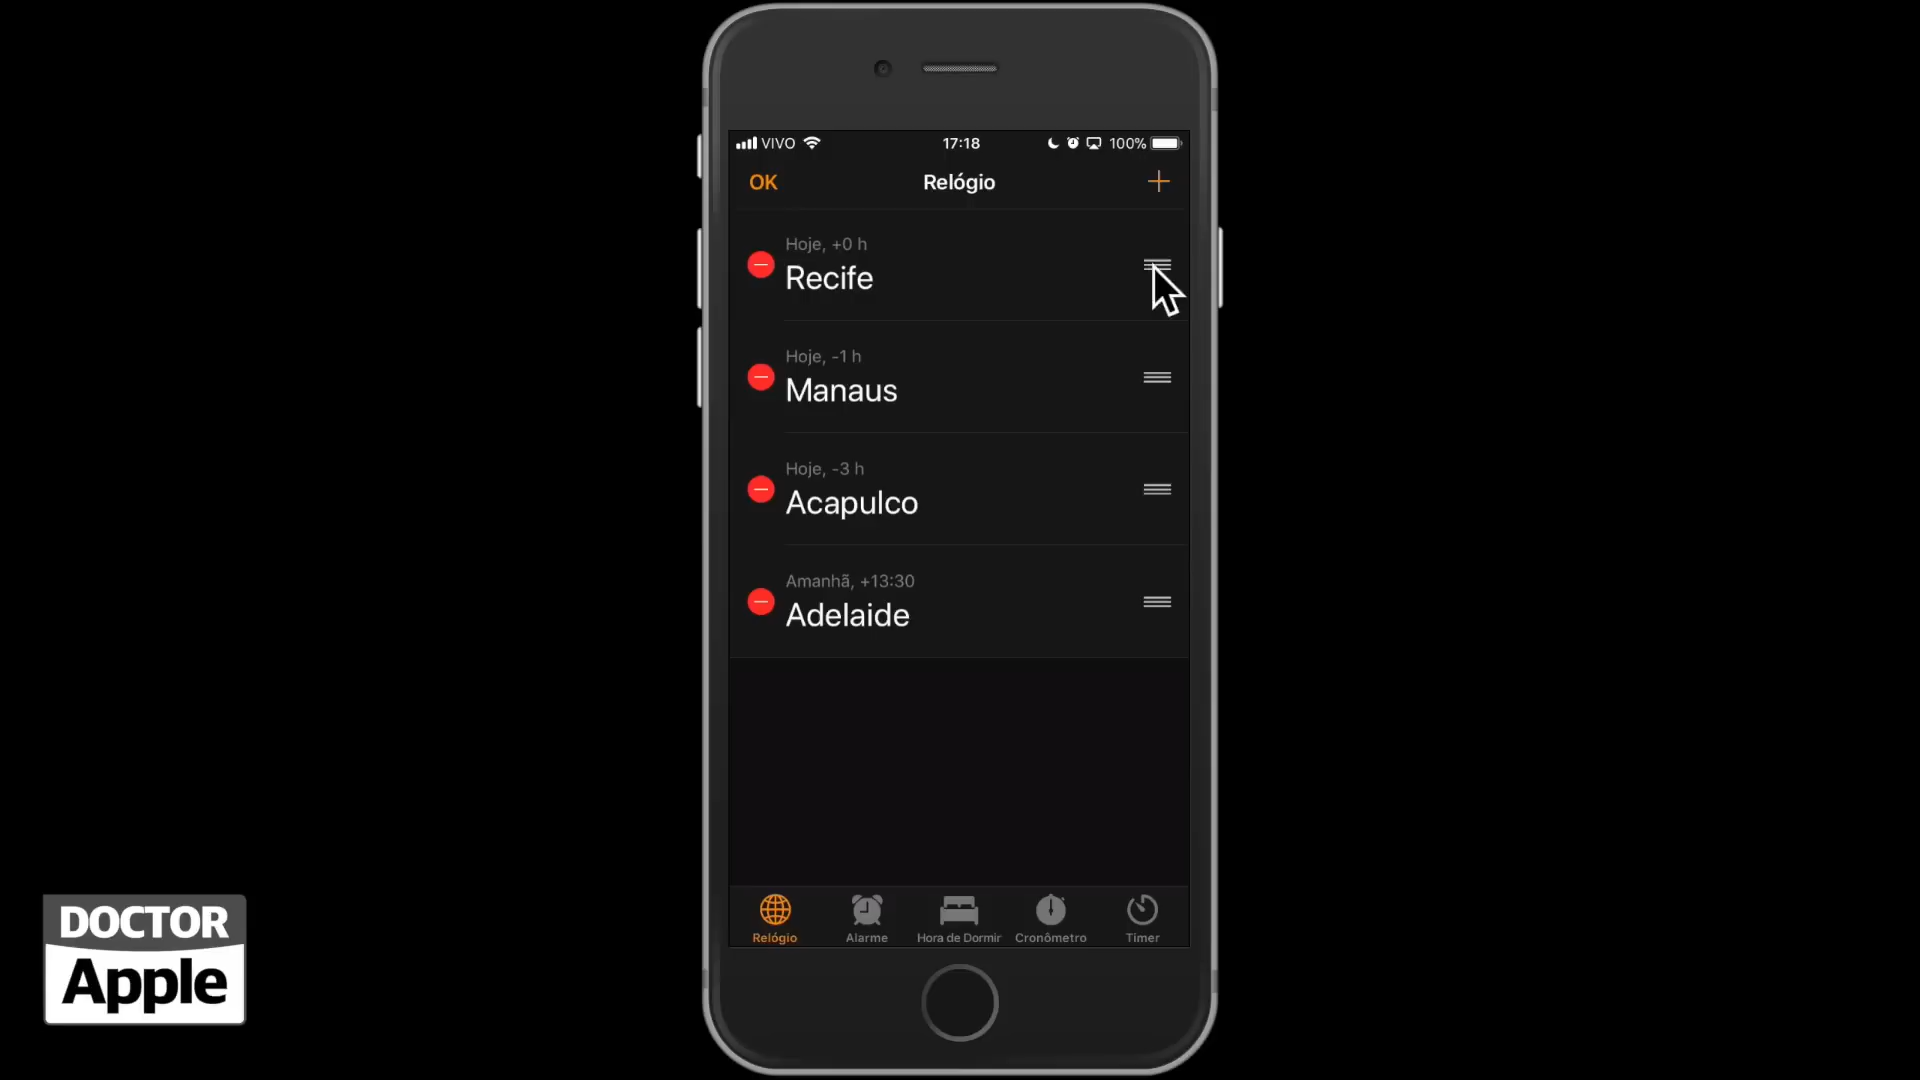 VIVO 17:18 100%
OK Relógio +
Hoje, +0 h
Recife
Hoje, -1 h
Manaus
Hoje, -3 h
Acapulco
Amanhã, +13:30
Adelaide
Relógio Alarme Hora de Dormir Cronômetro Timer
DOCTOR
Apple